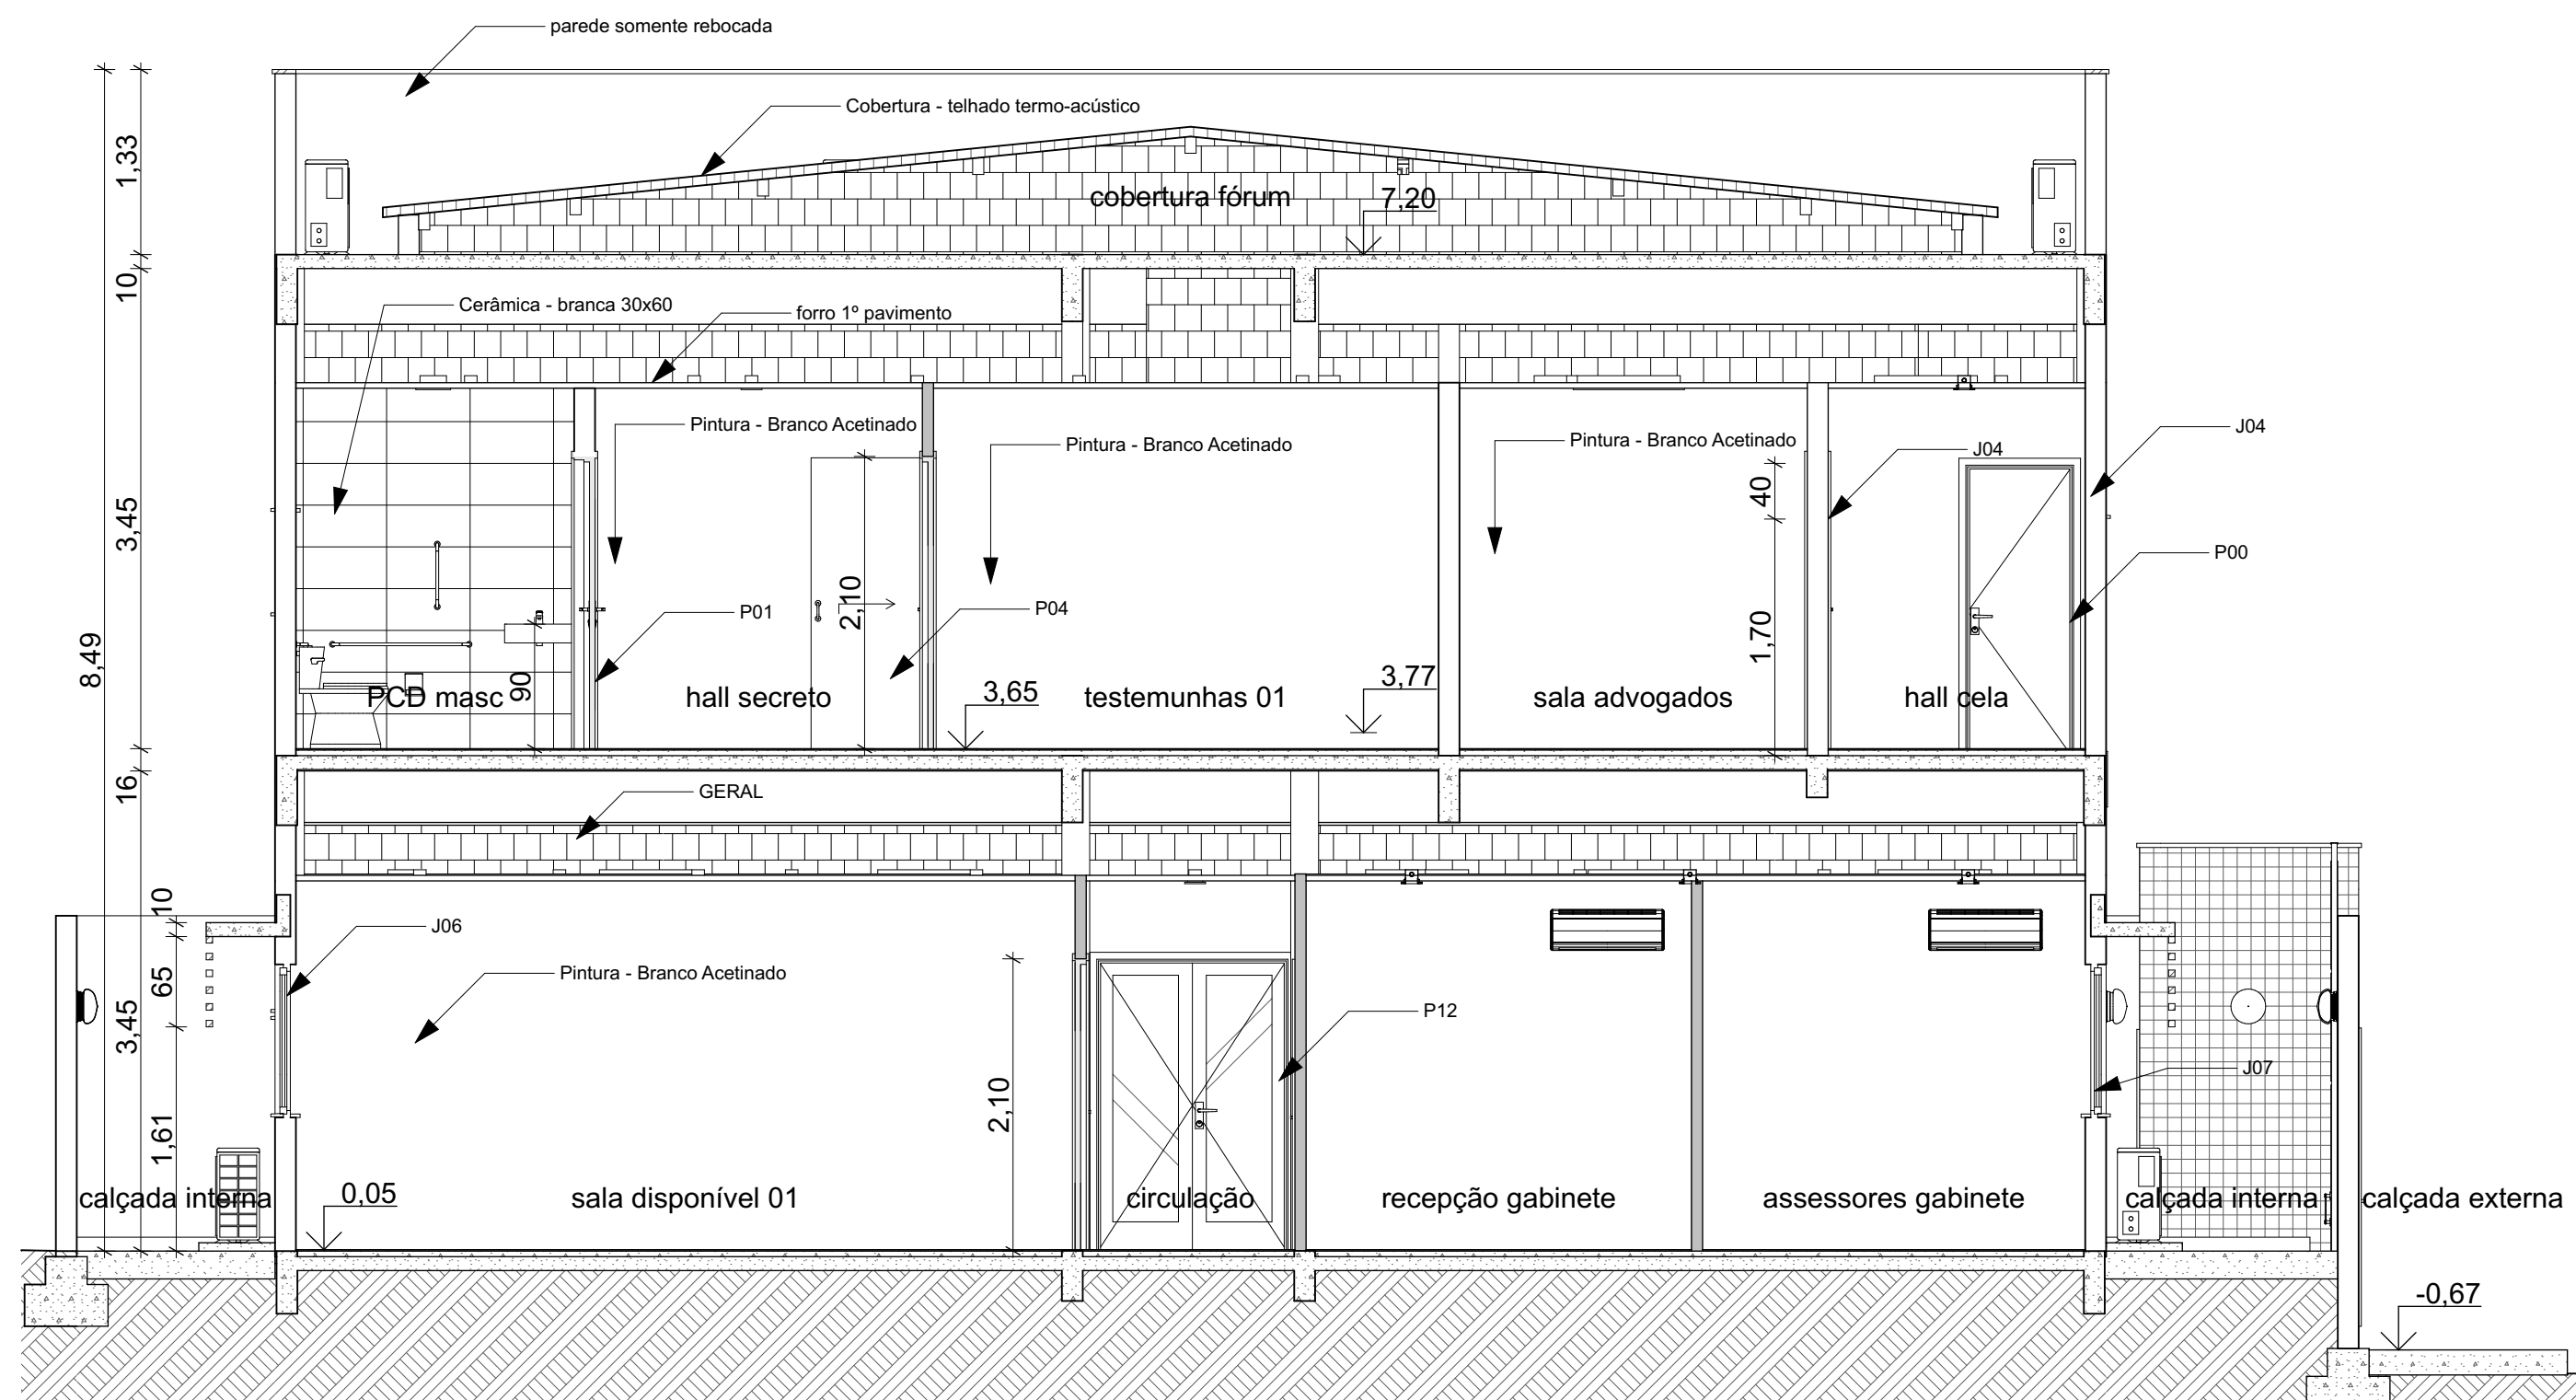 parede somente rebocada
Cobertura - telhado termo-acústico
1,33
cobertura fórum
7,20
10
Cerâmica - branca 30x60
forro 1º pavimento
Pintura - Branco Acetinado
Pintura - Branco Acetinado
Pintura - Branco Acetinado
J04
J04
40
3,45
P00
2,10
P01
P04
1,70
8,49
90
PCD masc
hall secreto
3,65
testemunhas 01
3,77
sala advogados
hall cela
16
GERAL
10
J06
Pintura - Branco Acetinado
65
3,45
P12
J07
2,10
1,61
calçada interna
0,05
sala disponível 01
circulação
recepção gabinete
assessores gabinete
calçada interna
calçada externa
-0,67